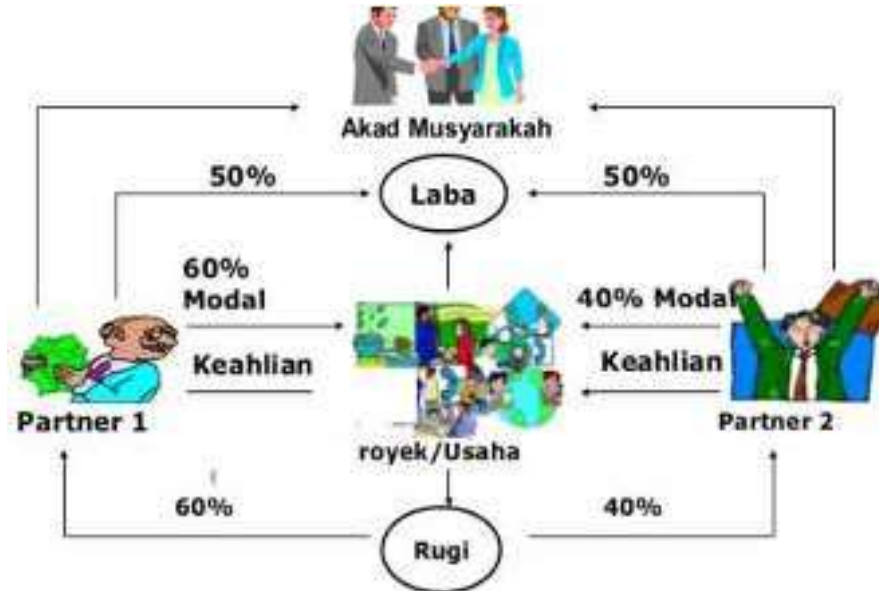 Akad Musyarakah
50%
Laba
50%
60%
Modal
40% Modal
Keahlian
Keahlian
Partner 1
Partner 2
royek/Usaha
60%
40%
Rugi